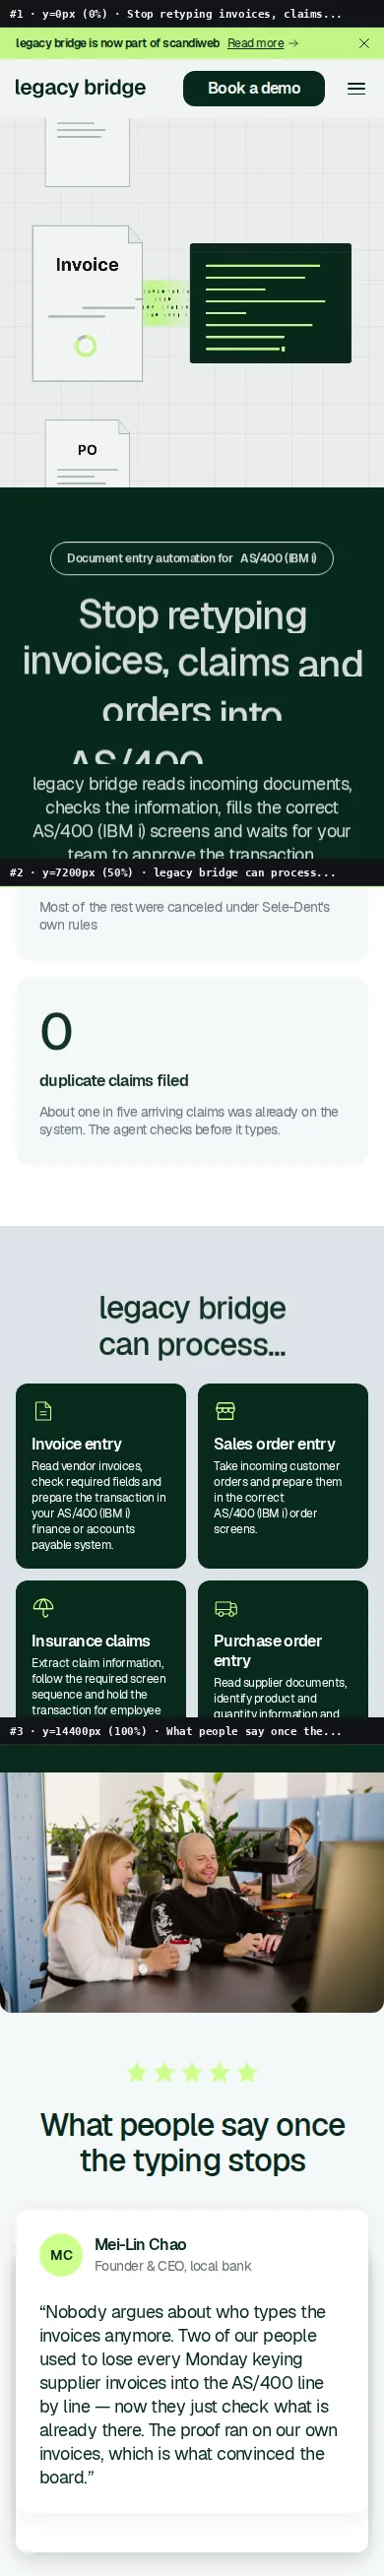 #1 · y=0px (0%) · Stop retyping invoices, claims...
legacy bridge is now part of scandiweb Read more →
legacy bridge
Book a demo
Invoice
PO
Document entry automation for AS/400 (IBM i)
Stop retyping
invoices, claims and
orders into
AS/400
legacy bridge reads incoming documents,
checks the information, fills the correct
AS/400 (IBM i) screens and waits for your
team to approve the transaction
#2 · y=7200px (50%) · legacy bridge can process...
Most of the rest were canceled under Sele-Dent's
own rules
0
duplicate claims filed
About one in five arriving claims was already on the
system. The agent checks before it types.
legacy bridge
can process...
Invoice entry
Read vendor invoices,
check required fields and
prepare the transaction in
your AS/400 (IBM i)
finance or accounts
payable system.
Sales order entry
Take incoming customer
orders and prepare them
in the correct
AS/400 (IBM i) order
screens.
Insurance claims
Extract claim information,
follow the required screen
sequence and hold the
transaction for employee
Purchase order
entry
Read supplier documents,
identify product and
quantity information and
#3 · y=14400px (100%) · What people say once the...
What people say once
the typing stops
MC
Mei-Lin Chao
Founder & CEO, local bank
“Nobody argues about who types the
invoices anymore. Two of our people
used to lose every Monday keying
supplier invoices into the AS/400 line
by line — now they just check what is
already there. The proof ran on our own
invoices, which is what convinced the
board.”